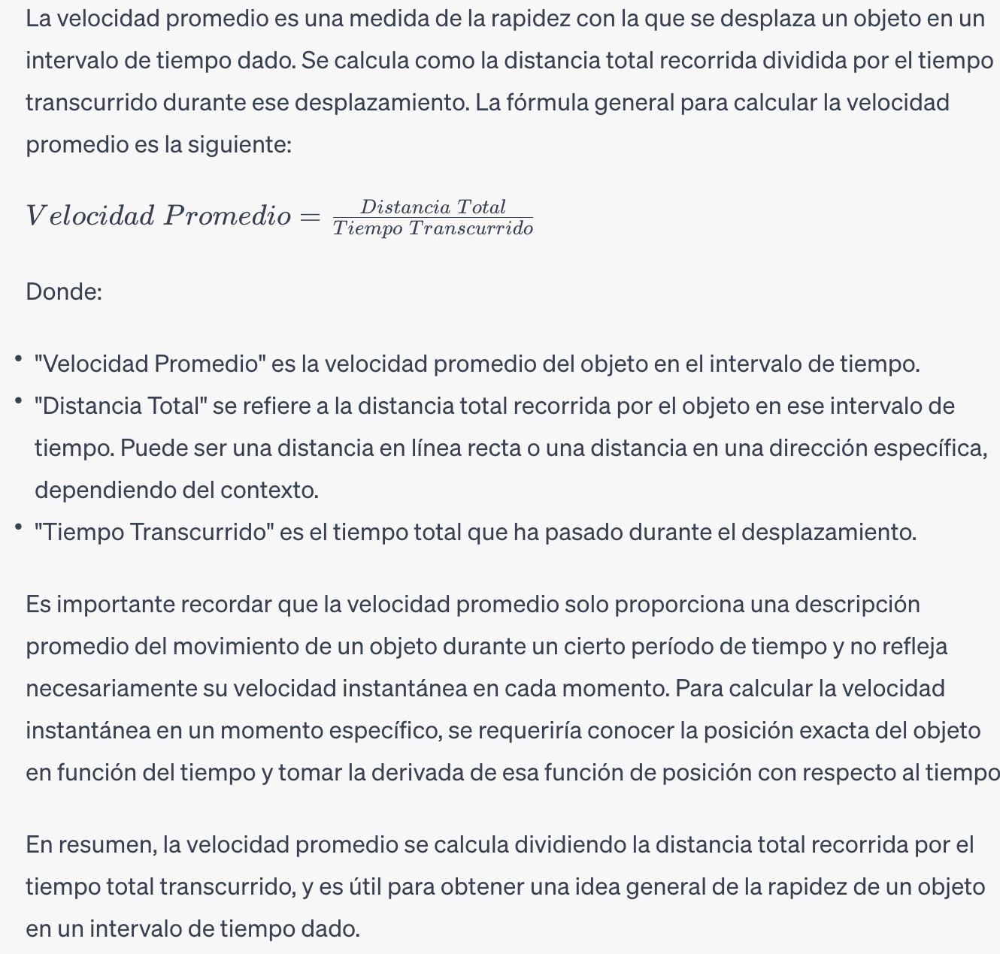 La velocidad promedio es una medida de la rapidez con la que se desplaza un objeto en un
intervalo de tiempo dado. Se calcula como la distancia total recorrida dividida por el tiempo
transcurrido durante ese desplazamiento. La fórmula general para calcular la velocidad
promedio es la siguiente:
Velocidad Promedio = \frac{Distancia Total}{Tiempo Transcurrido}
Donde:
• "Velocidad Promedio" es la velocidad promedio del objeto en el intervalo de tiempo.
• "Distancia Total" se refiere a la distancia total recorrida por el objeto en ese intervalo de
tiempo. Puede ser una distancia en línea recta o una distancia en una dirección específica,
dependiendo del contexto.
• "Tiempo Transcurrido" es el tiempo total que ha pasado durante el desplazamiento.
Es importante recordar que la velocidad promedio solo proporciona una descripción
promedio del movimiento de un objeto durante un cierto período de tiempo y no refleja
necesariamente su velocidad instantánea en cada momento. Para calcular la velocidad
instantánea en un momento específico, se requeriría conocer la posición exacta del objeto
en función del tiempo y tomar la derivada de esa función de posición con respecto al tiempo
En resumen, la velocidad promedio se calcula dividiendo la distancia total recorrida por el
tiempo total transcurrido, y es útil para obtener una idea general de la rapidez de un objeto
en un intervalo de tiempo dado.